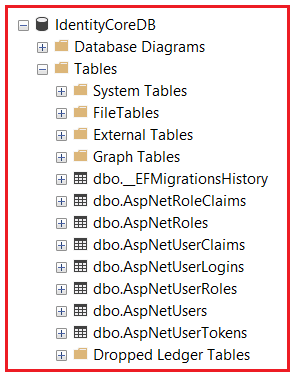 IdentityCoreDB
Database Diagrams
Tables
System Tables
FileTables
External Tables
Graph Tables
dbo.__EFMigrationsHistory
dbo.AspNetRoleClaims
dbo.AspNetRoles
dbo.AspNetUserClaims
dbo.AspNetUserLogins
dbo.AspNetUserRoles
dbo.AspNetUsers
dbo.AspNetUserTokens
Dropped Ledger Tables